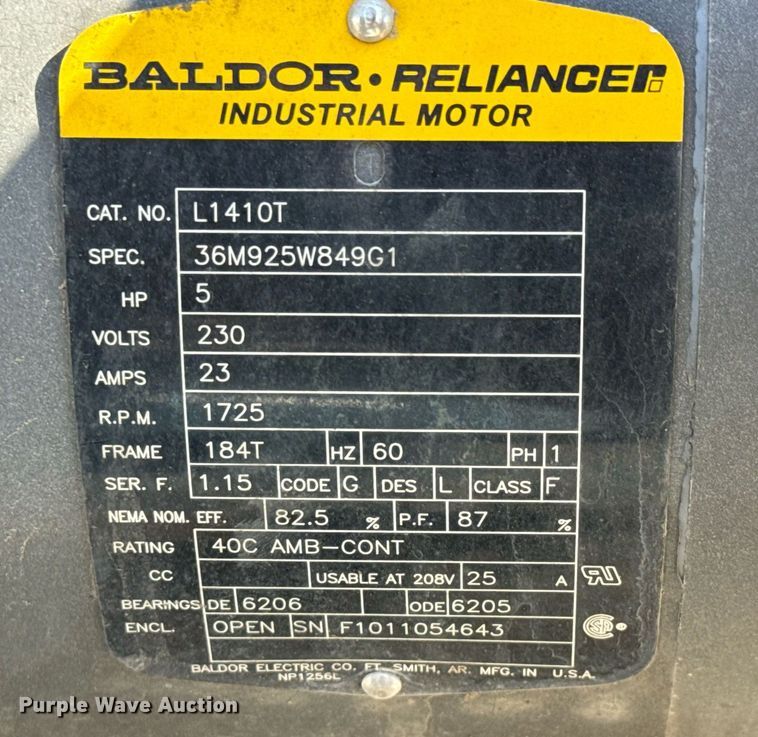 BALDOR • RELIANCER
INDUSTRIAL MOTOR
CAT. NO. L1410T
SPEC. 36M925W849G1
HP 5
VOLTS 230
AMPS 23
R.P.M. 1725
FRAME 184T HZ 60 PH 1
SER. F. 1.15 CODE G DES L CLASS F
NEMA NOM. EFF. 82.5 % P.F. 87 %
RATING 40C AMB-CONT
CC USABLE AT 208V 25 A
BEARINGS DE 6206 ODE 6205
ENCL. OPEN SN F1011054643
BALDOR ELECTRIC CO. FT. SMITH, AR. MFG. IN U.S.A.
NP1256L
Purple Wave Auction